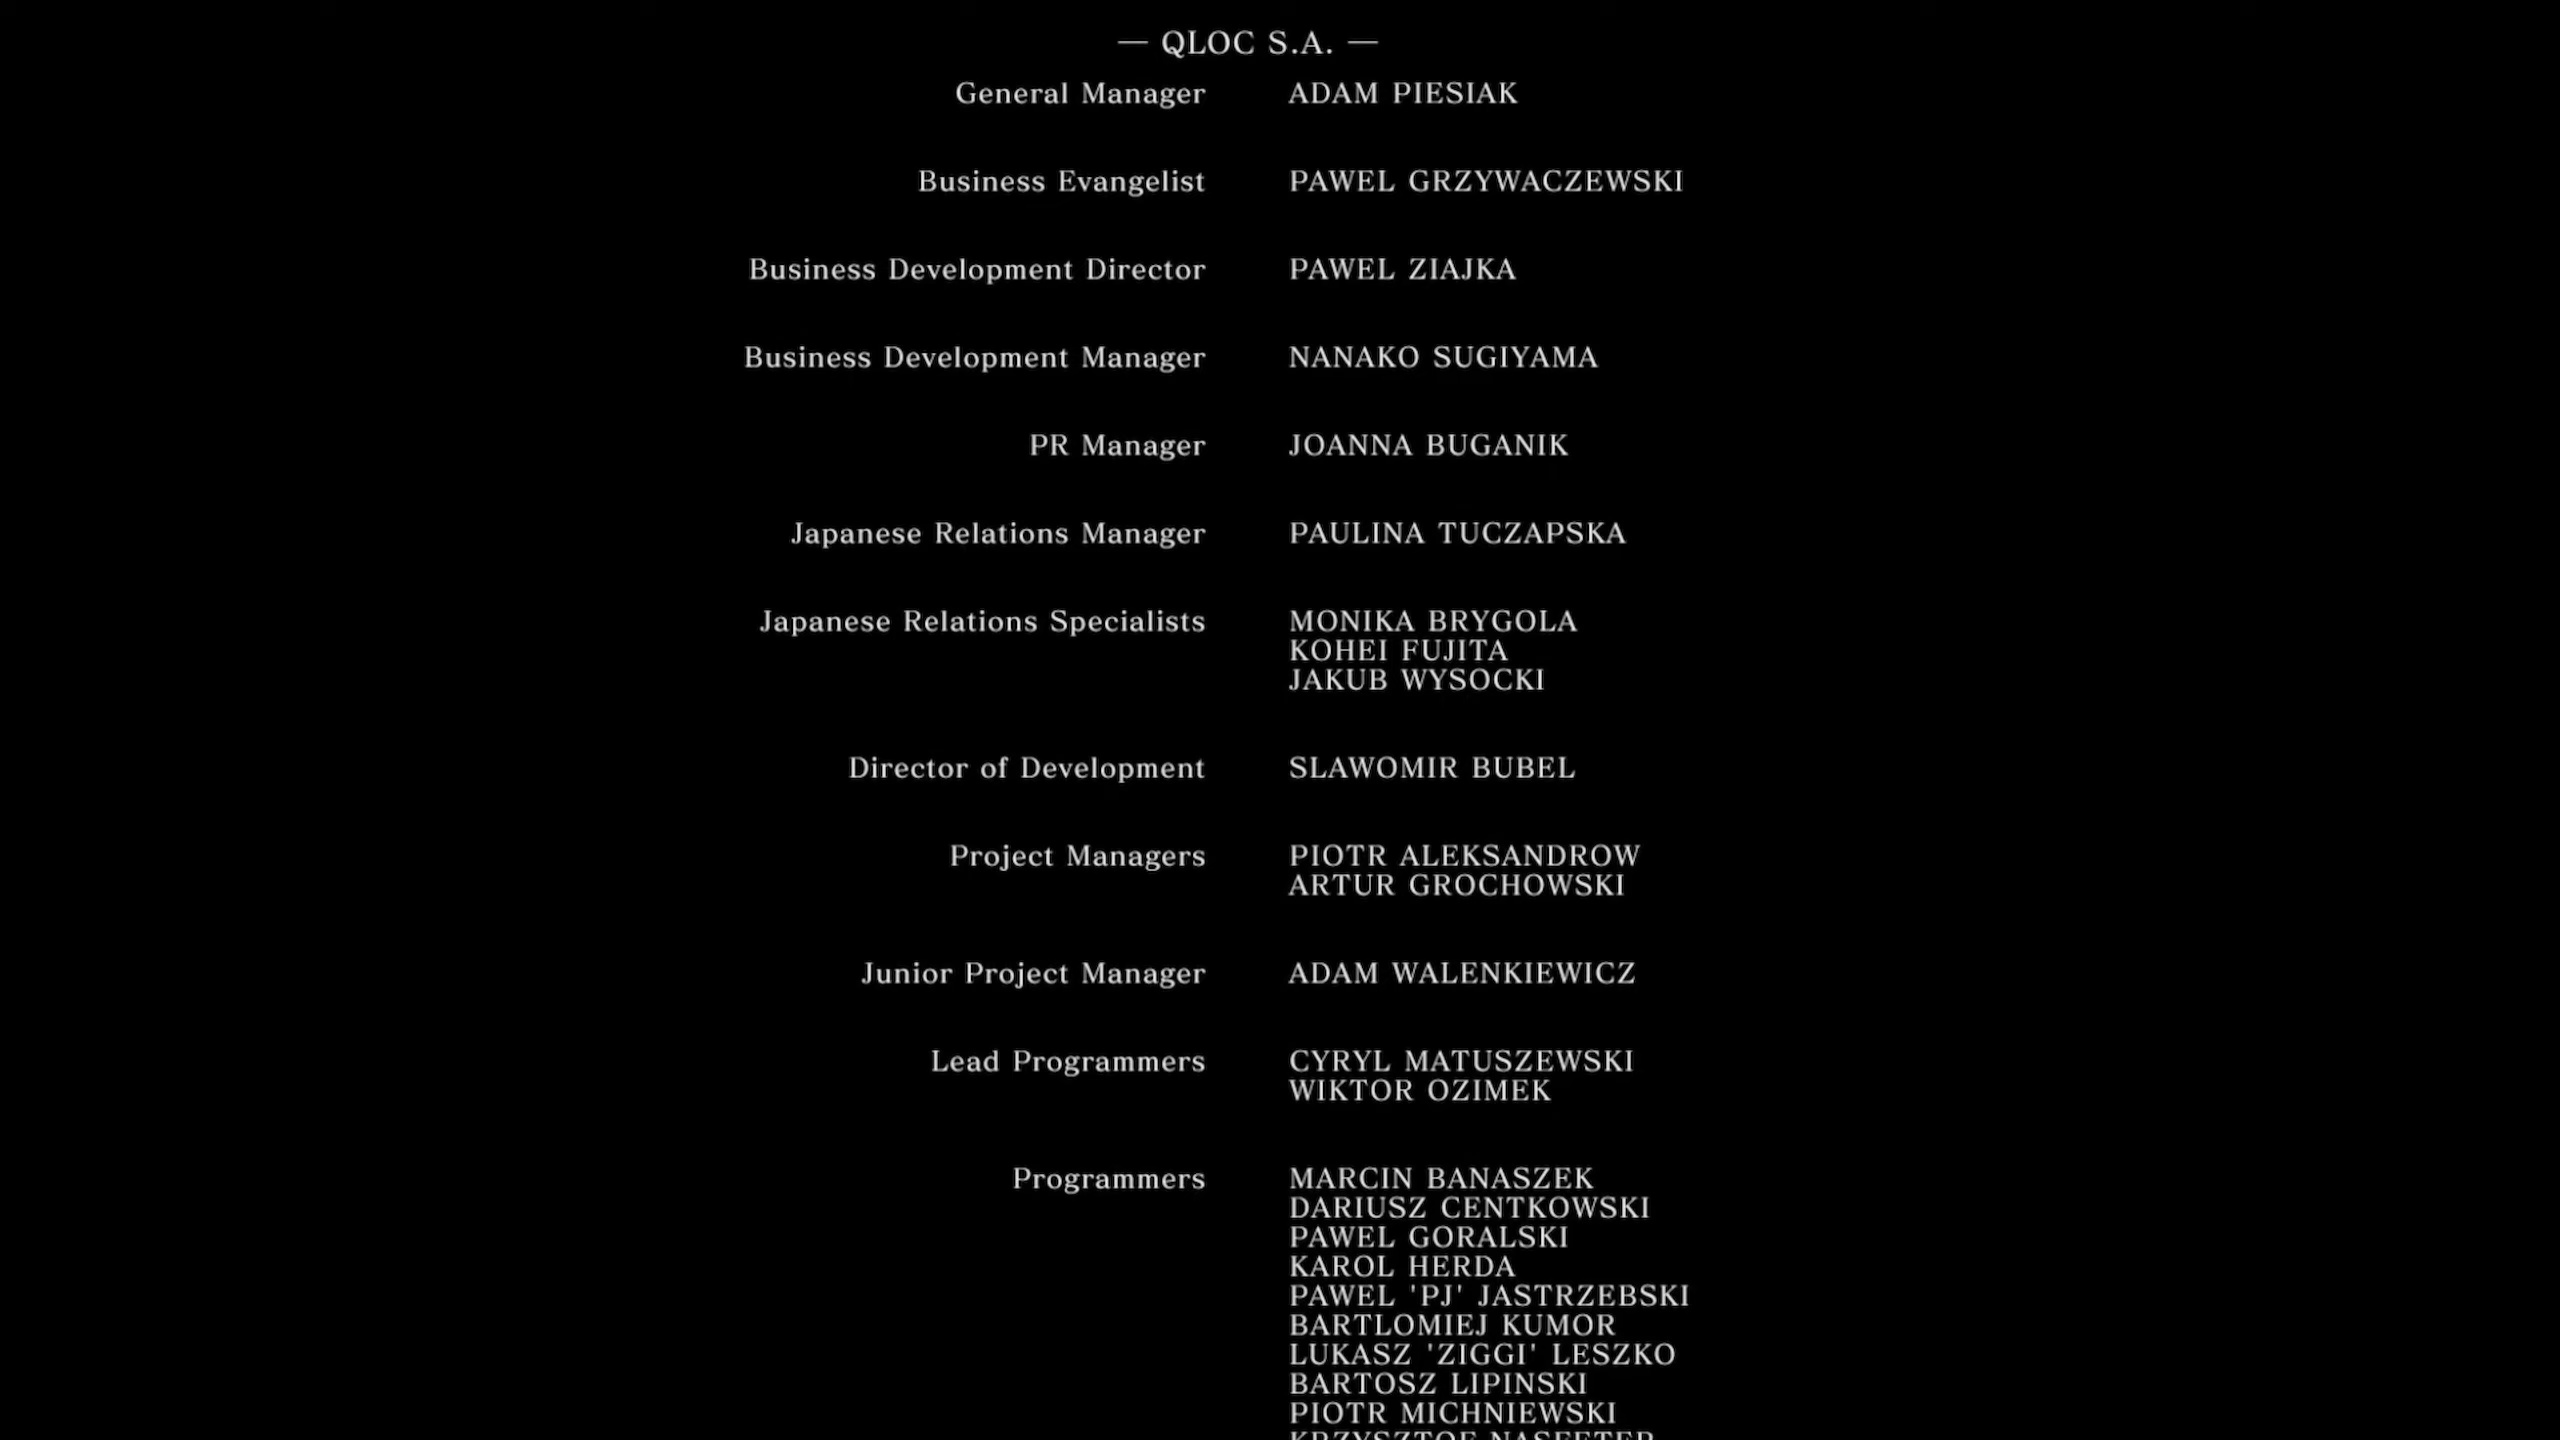 — QLOC S.A. —
General Manager ADAM PIESIAK
Business Evangelist PAWEL GRZYWACZEWSKI
Business Development Director PAWEL ZIAJKA
Business Development Manager NANAKO SUGIYAMA
PR Manager JOANNA BUGANIK
Japanese Relations Manager PAULINA TUCZAPSKA
Japanese Relations Specialists MONIKA BRYGOLA
KOHEI FUJITA
JAKUB WYSOCKI
Director of Development SLAWOMIR BUBEL
Project Managers PIOTR ALEKSANDROW
ARTUR GROCHOWSKI
Junior Project Manager ADAM WALENKIEWICZ
Lead Programmers CYRYL MATUSZEWSKI
WIKTOR OZIMEK
Programmers MARCIN BANASZEK
DARIUSZ CENTKOWSKI
PAWEL GORALSKI
KAROL HERDA
PAWEL 'PJ' JASTRZEBSKI
BARTLOMIEJ KUMOR
LUKASZ 'ZIGGI' LESZKO
BARTOSZ LIPINSKI
PIOTR MICHNIEWSKI
KRZYSZTOF